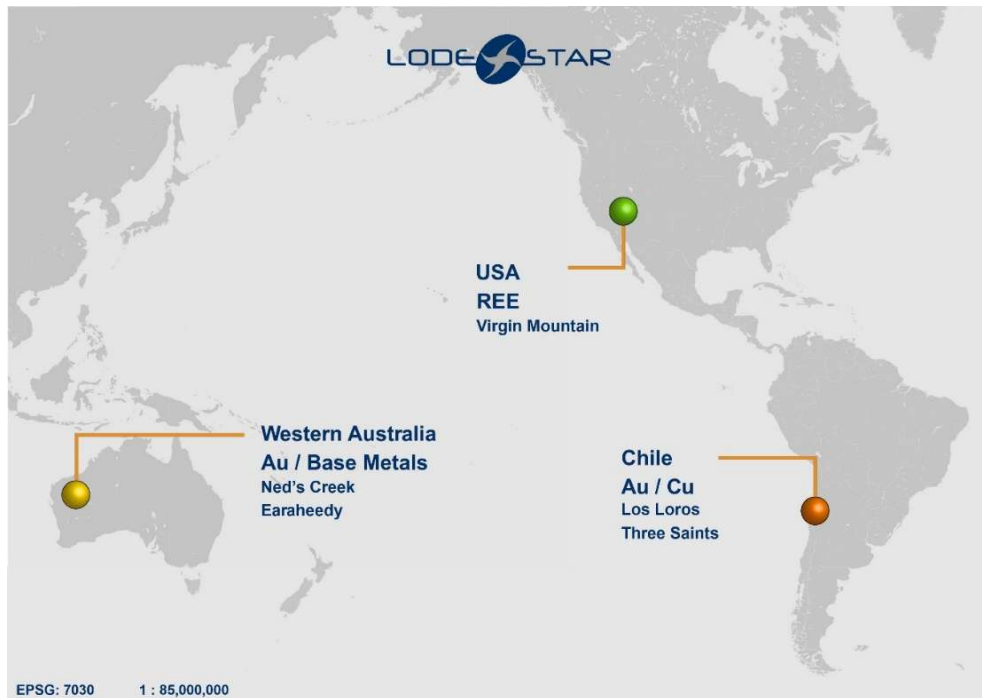 LODESTAR
USA
REE
Virgin Mountain
Western Australia
Au / Base Metals
Ned's Creek
Earaheedy
Chile
Au / Cu
Los Loros
Three Saints
EPSG: 7030 1 : 85,000,000